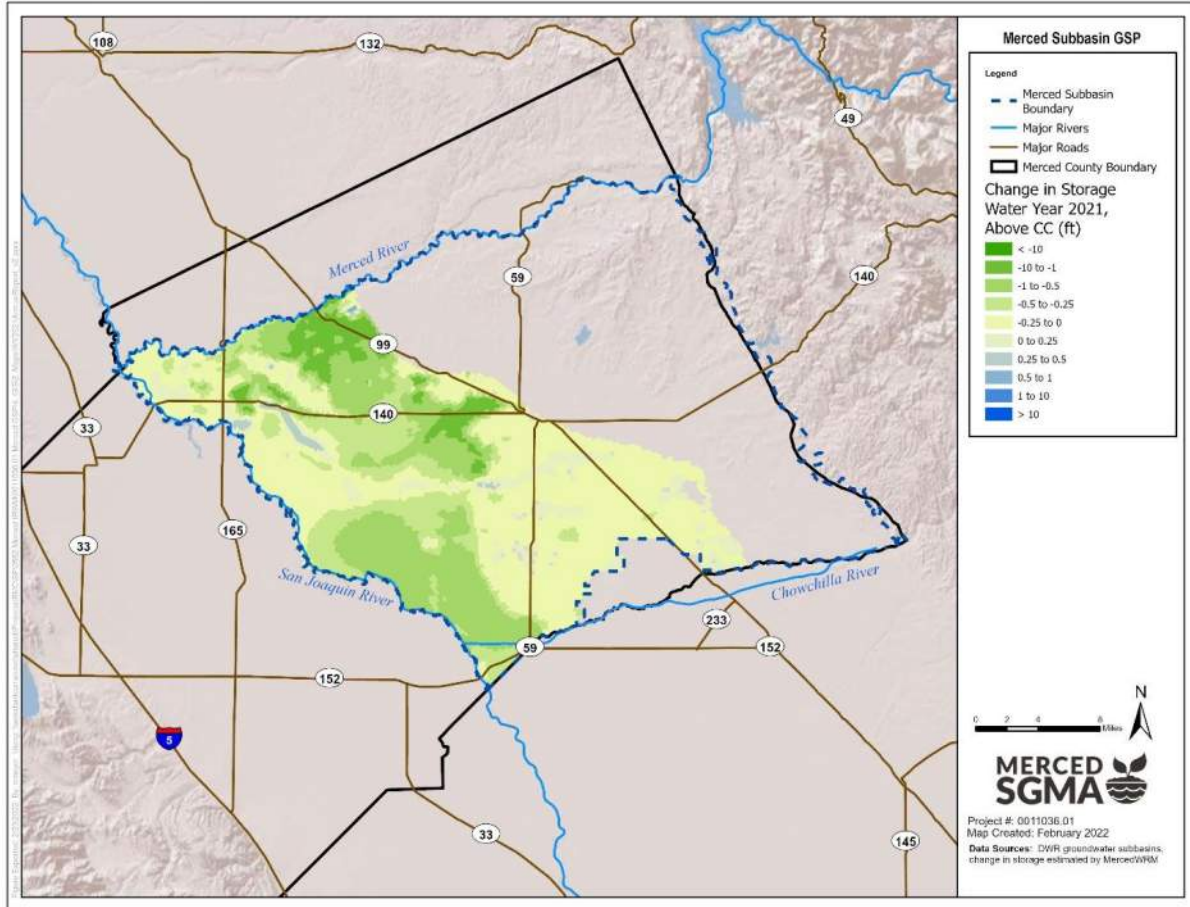 Merced Subbasin GSP
Legend
Merced Subbasin
Boundary
Major Rivers
Major Roads
Merced County Boundary
Change in Storage
Water Year 2021,
Above CC (ft)
< -10
-10 to -1
-1 to -0.5
-0.5 to -0.25
-0.25 to 0
0 to 0.25
0.25 to 0.5
0.5 to 1
1 to 10
> 10
108
132
49
Merced River
59
140
99
140
33
165
33
San Joaquin River
Chowchilla River
233
59
152
152
5
33
145
N
0 2 4 8
Miles
MERCED
SGMA
Project #: 0011036.01
Map Created: February 2022
Data Sources: DWR groundwater subbasins,
change in storage estimated by MercedWRM